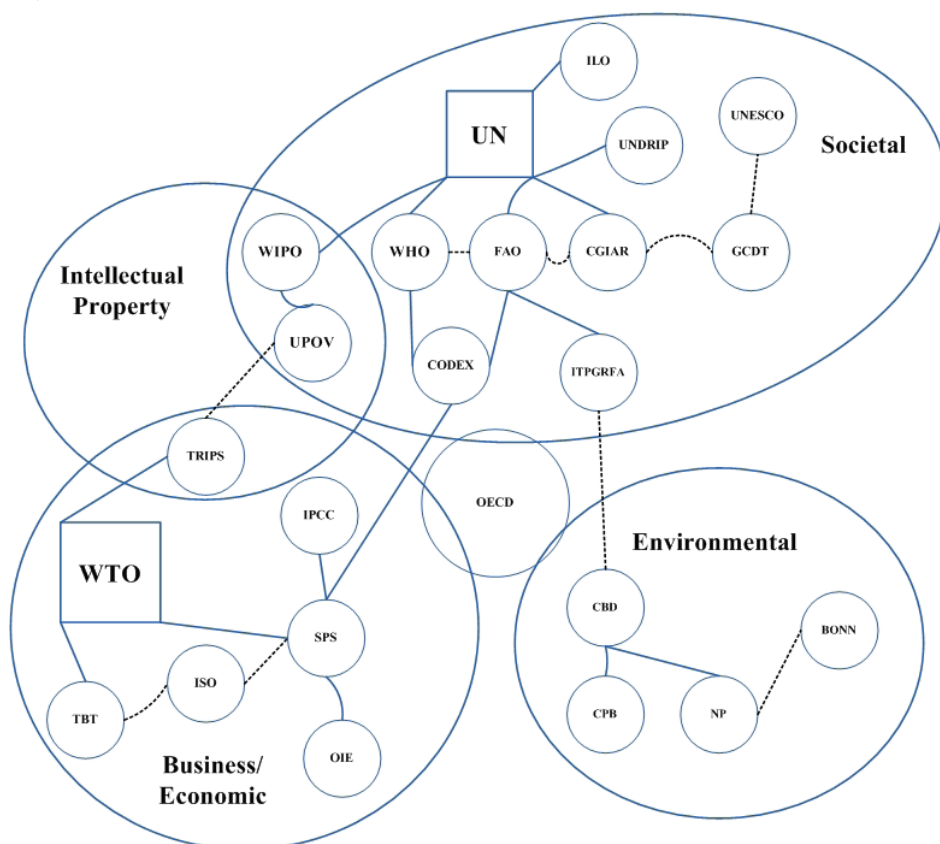 ILO
UN
UNESCO
UNDRIP
Societal
WIPO
WHO
FAO
CGIAR
GCDT
Intellectual
Property
UPOV
CODEX
ITPGRFA
TRIPS
IPCC
OECD
Environmental
WTO
CBD
SPS
BONN
ISO
TBT
CPB
NP
OIE
Business/
Economic